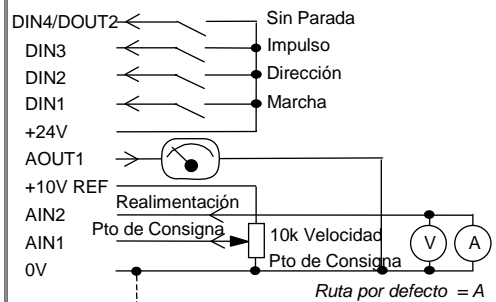 DIN4/DOUT2 Sin Parada
DIN3 Impulso
DIN2 Dirección
DIN1 Marcha
+24V
AOUT1
+10V REF
Realimentación
AIN2
Pto de Consigna 10k Velocidad V A
AIN1
Pto de Consigna
0V
Ruta por defecto = A